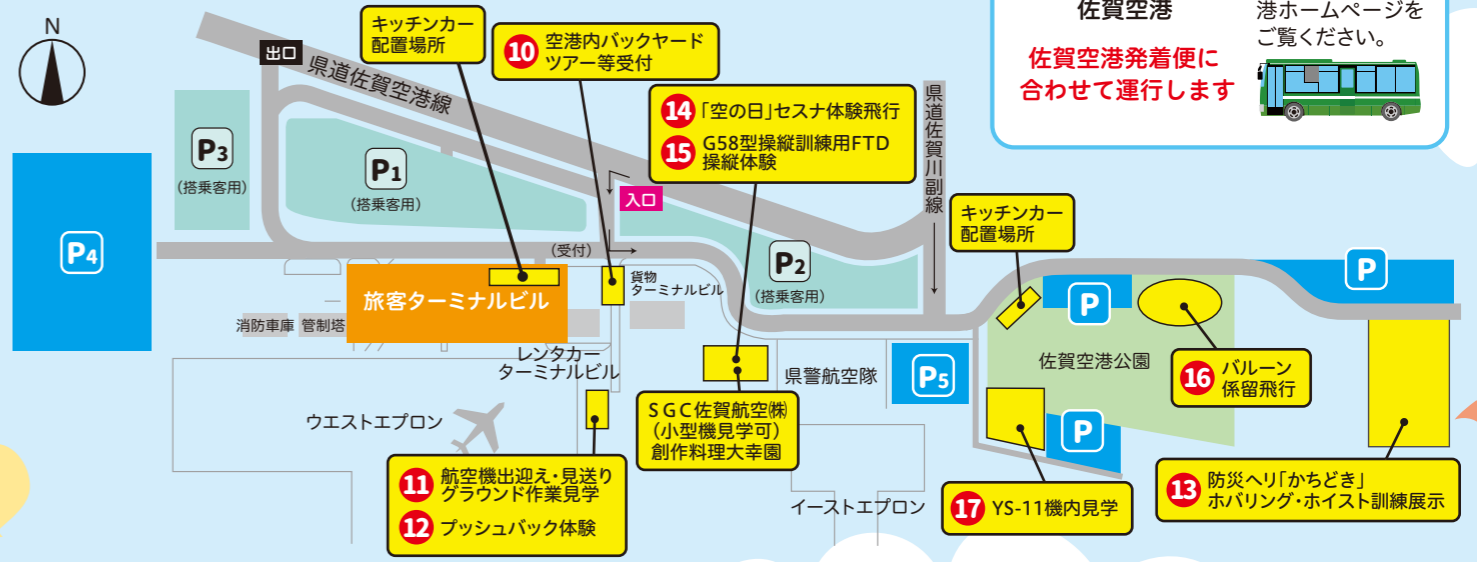 佐賀空港
港ホームページを
ご覧ください。
佐賀空港発着便に
合わせて運行します
N
キッチンカー
配置場所
10 空港内バックヤード
ツアー等受付
出口
県道佐賀空港線
14 「空の日」セスナ体験飛行
15 G58型操縦訓練用FTD
操縦体験
県道佐賀川副線
P3
(搭乗客用)
P1
(搭乗客用)
入口
キッチンカー
配置場所
P4
(受付)
P2
(搭乗客用)
P
P
旅客ターミナルビル
貨物
ターミナルビル
消防車庫
管制塔
レンタカー
ターミナルビル
県警航空隊
P5
佐賀空港公園
16 バルーン
係留飛行
ウエストエプロン
SGC佐賀航空㈱
(小型機見学可)
創作料理大幸園
P
11 航空機出迎え・見送り
グラウンド作業見学
12 プッシュバック体験
イーストエプロン
17 YS-11機内見学
13 防災ヘリ「かちどき」
ホバリング・ホイスト訓練展示